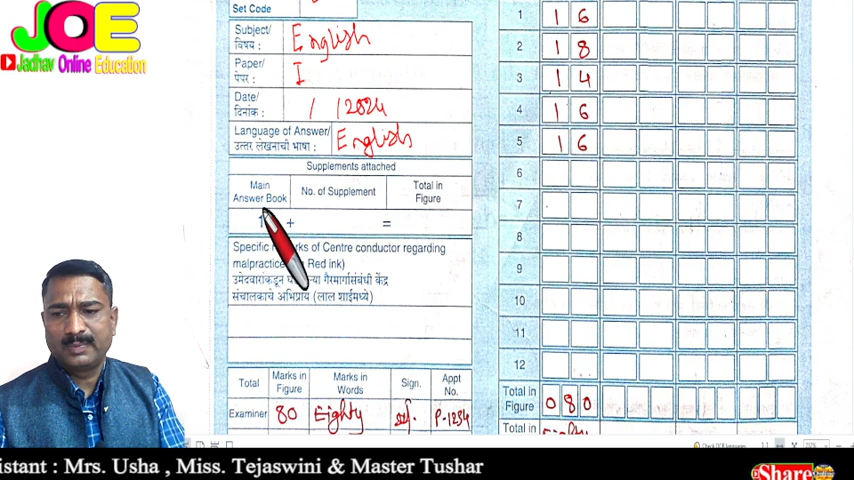 JOE
Jadhav Online Education
Set Code
Subject/
विषय :
English
Paper/
पेपर :
I
Date/
दिनांक :
/ /2024
Language of Answer/
उत्तर लेखनाची भाषा :
English
Supplements attached
Main
Answer Book
No. of Supplement
Total in
Figure
1 + =
Specific of Centre conductor regarding
malpractice Red ink)
उमेदवारांकडून गैरमार्गासंबंधी केंद्र
संचालकाचे अभिप्राय (लाल शाईमध्ये)
Total
Marks in
Figure
Marks in
Words
Sign.
Appt
No.
Examiner 80 Eighty P-1234
1 1 6
2 1 8
3 1 4
4 1 6
5 1 6
6
7
8
9
10
11
12
Total in
Figure
0 8 0
Total in
Eighty
istant : Mrs. Usha , Miss. Tejaswini & Master Tushar
Share